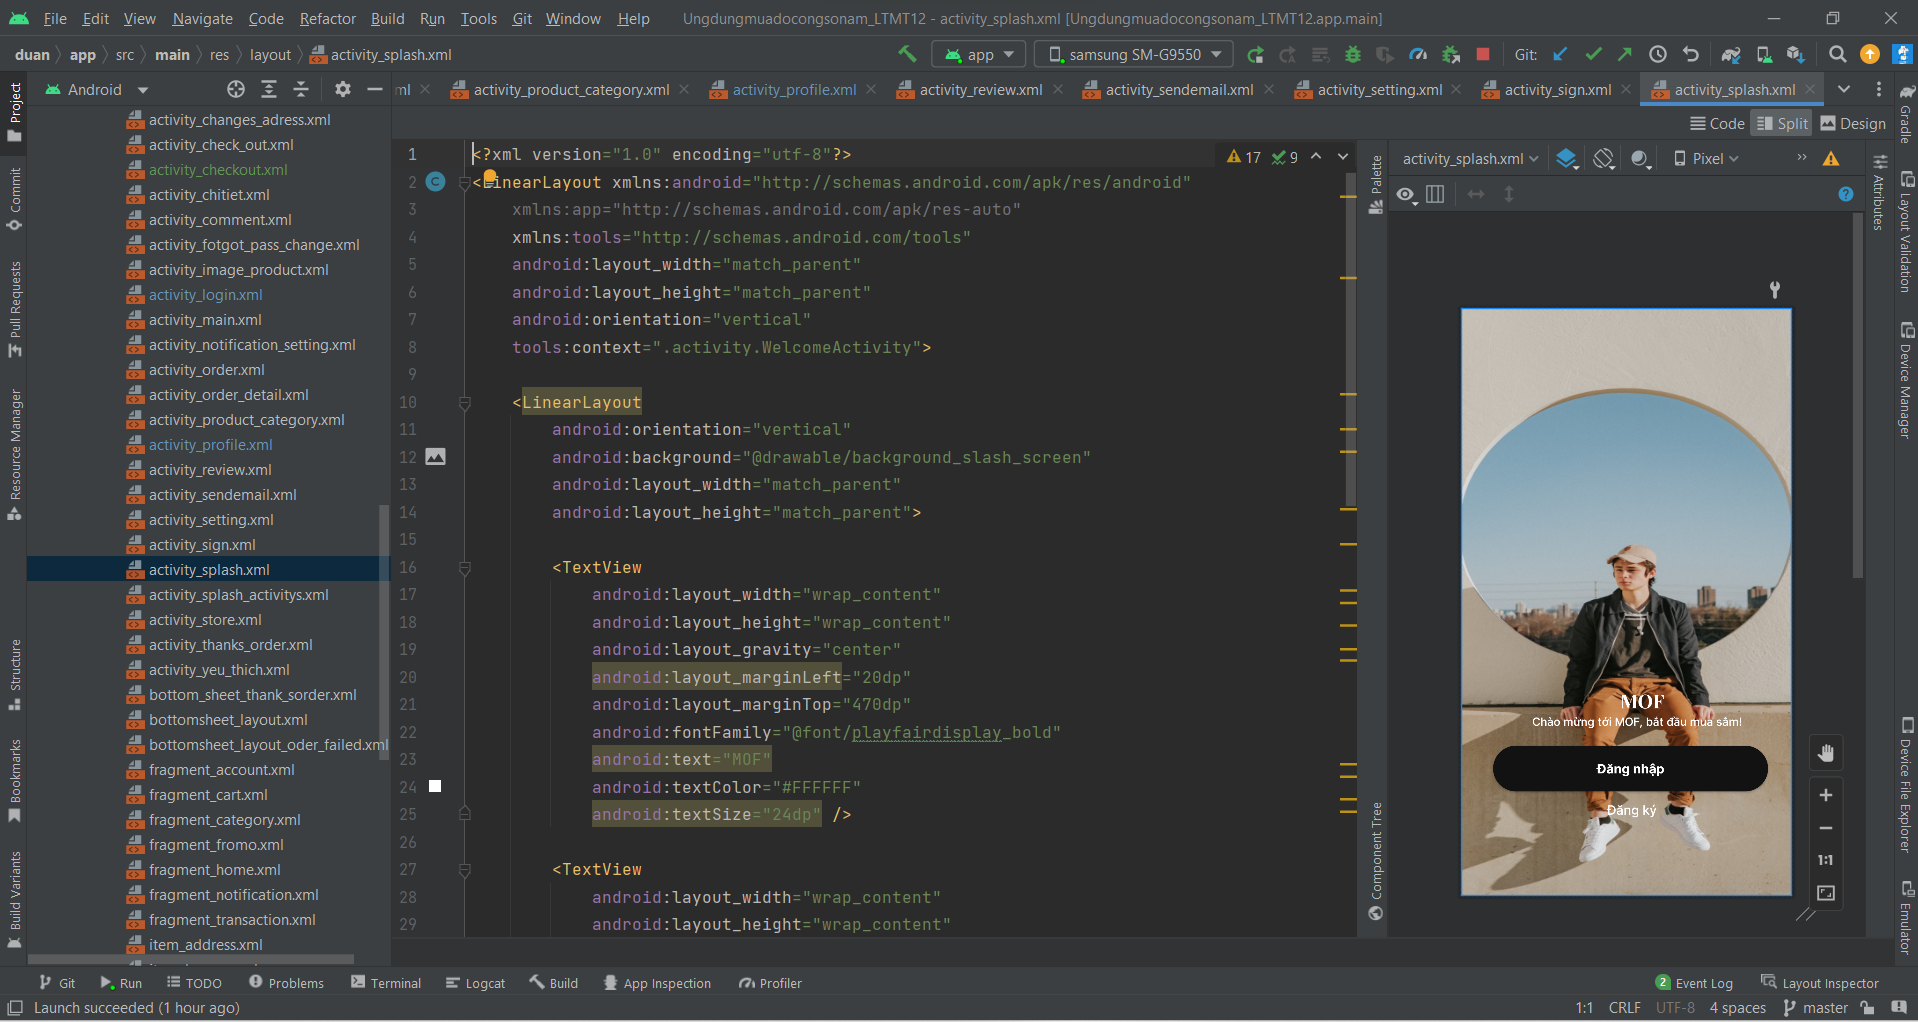 File Edit View Navigate Code Refactor Build Run Tools Git Window Help Ungdungmuadocongsonam_LTMT12 - activity_splash.xml [Ungdungmuadocongsonam_LTMT12.app.main]
duan app src main res layout activity_splash.xml app samsung SM-G9550 Git:
Android
ml activity_product_category.xml activity_profile.xml activity_review.xml activity_sendemail.xml activity_setting.xml activity_sign.xml activity_splash.xml
Code Split Design
Project
Commit
Pull Requests
Resource Manager
Structure
Bookmarks
Build Variants
activity_changes_adress.xml
activity_check_out.xml
activity_checkout.xml
activity_chitiet.xml
activity_comment.xml
activity_fotgot_pass_change.xml
activity_image_product.xml
activity_login.xml
activity_main.xml
activity_notification_setting.xml
activity_order.xml
activity_order_detail.xml
activity_product_category.xml
activity_profile.xml
activity_review.xml
activity_sendemail.xml
activity_setting.xml
activity_sign.xml
activity_splash.xml
activity_splash_activitys.xml
activity_store.xml
activity_thanks_order.xml
activity_yeu_thich.xml
bottom_sheet_thank_sorder.xml
bottomsheet_layout.xml
bottomsheet_layout_oder_failed.xml
fragment_account.xml
fragment_cart.xml
fragment_category.xml
fragment_fromo.xml
fragment_home.xml
fragment_notification.xml
fragment_transaction.xml
item_address.xml
1 <?xml version="1.0" encoding="utf-8"?> 17 9
2 <LinearLayout xmlns:android="http://schemas.android.com/apk/res/android"
3 xmlns:app="http://schemas.android.com/apk/res-auto"
4 xmlns:tools="http://schemas.android.com/tools"
5 android:layout_width="match_parent"
6 android:layout_height="match_parent"
7 android:orientation="vertical"
8 tools:context=".activity.WelcomeActivity">
9
10 <LinearLayout
11 android:orientation="vertical"
12 android:background="@drawable/background_slash_screen"
13 android:layout_width="match_parent"
14 android:layout_height="match_parent">
15
16 <TextView
17 android:layout_width="wrap_content"
18 android:layout_height="wrap_content"
19 android:layout_gravity="center"
20 android:layout_marginLeft="20dp"
21 android:layout_marginTop="470dp"
22 android:fontFamily="@font/playfairdisplay_bold"
23 android:text="MOF"
24 android:textColor="#FFFFFF"
25 android:textSize="24dp" />
26
27 <TextView
28 android:layout_width="wrap_content"
29 android:layout_height="wrap_content"
Palette
Component Tree
activity_splash.xml Pixel
MOF
Chào mừng tới MOF, bắt đầu mua sắm!
Đăng nhập
Đăng ký
1:1
Attributes
Gradle
Layout Validation
Device Manager
Device File Explorer
Emulator
Git Run TODO Problems Terminal Logcat Build App Inspection Profiler 2 Event Log Layout Inspector
Launch succeeded (1 hour ago) 1:1 CRLF UTF-8 4 spaces master